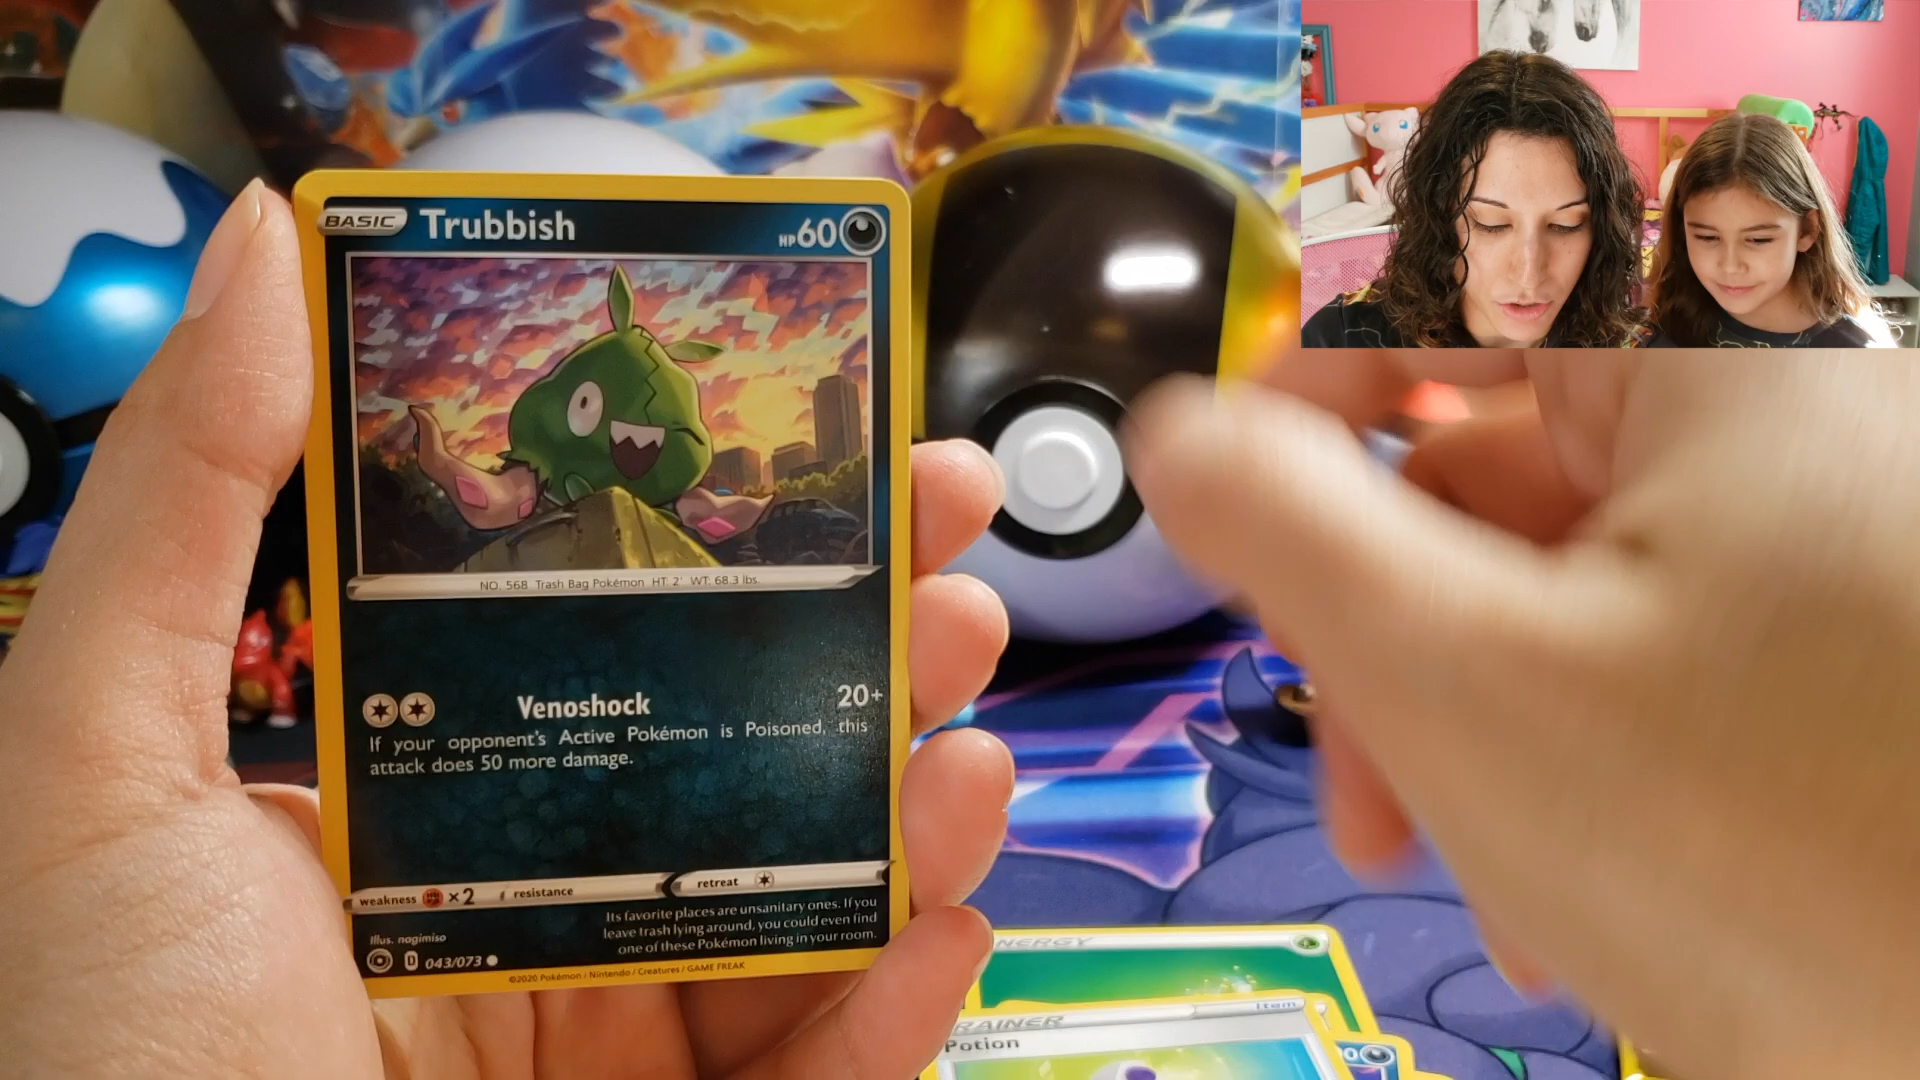 BASIC Trubbish HP 60
NO. 568 Trash Bag Pokémon HT: 2' WT: 68.3 lbs.
Venoshock 20+
If your opponent's Active Pokémon is Poisoned, this
attack does 50 more damage.
weakness ×2 resistance retreat
Its favorite places are unsanitary ones. If you
leave trash lying around, you could even find
one of these Pokémon living in your room.
Illus. nagimiso
D 043/073
©2020 Pokémon / Nintendo / Creatures / GAME FREAK
NERGY
Item
RAINER
Potion